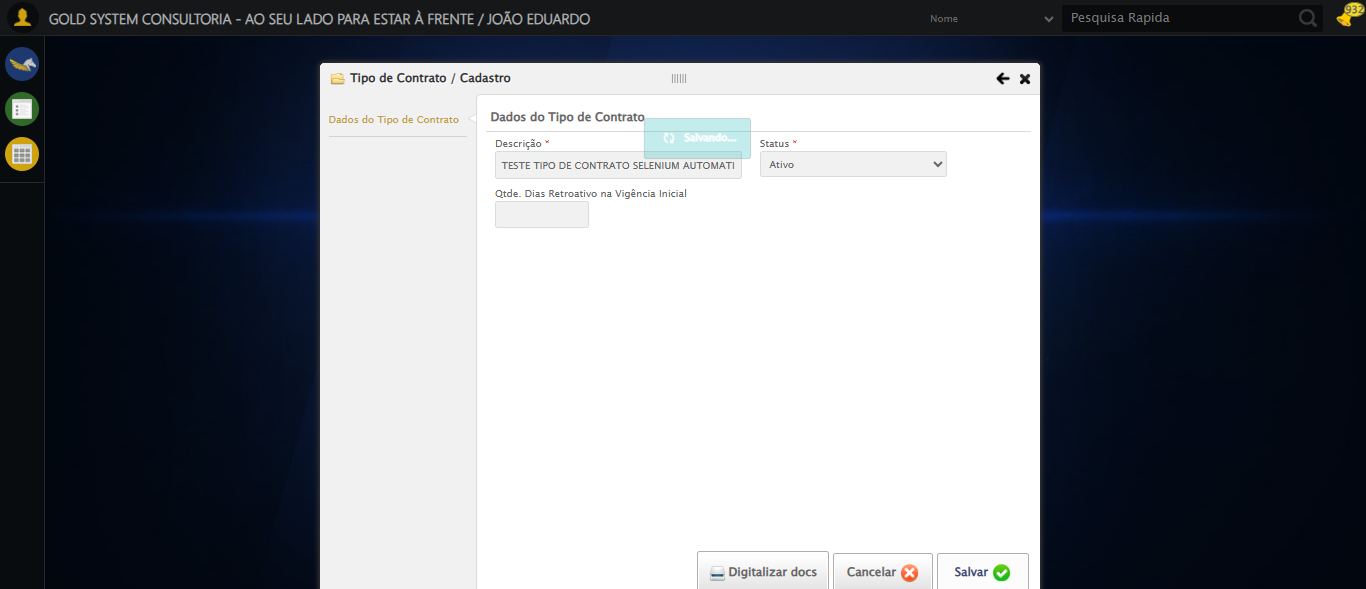 GOLD SYSTEM CONSULTORIA - AO SEU LADO PARA ESTAR À FRENTE / JOÃO EDUARDO
Nome
Pesquisa Rapida
932
Tipo de Contrato / Cadastro
Dados do Tipo de Contrato
Dados do Tipo de Contrato
Salvando...
Descrição *
Status *
TESTE TIPO DE CONTRATO SELENIUM AUTOMATI
Ativo
Qtde. Dias Retroativo na Vigência Inicial
Digitalizar docs
Cancelar
Salvar